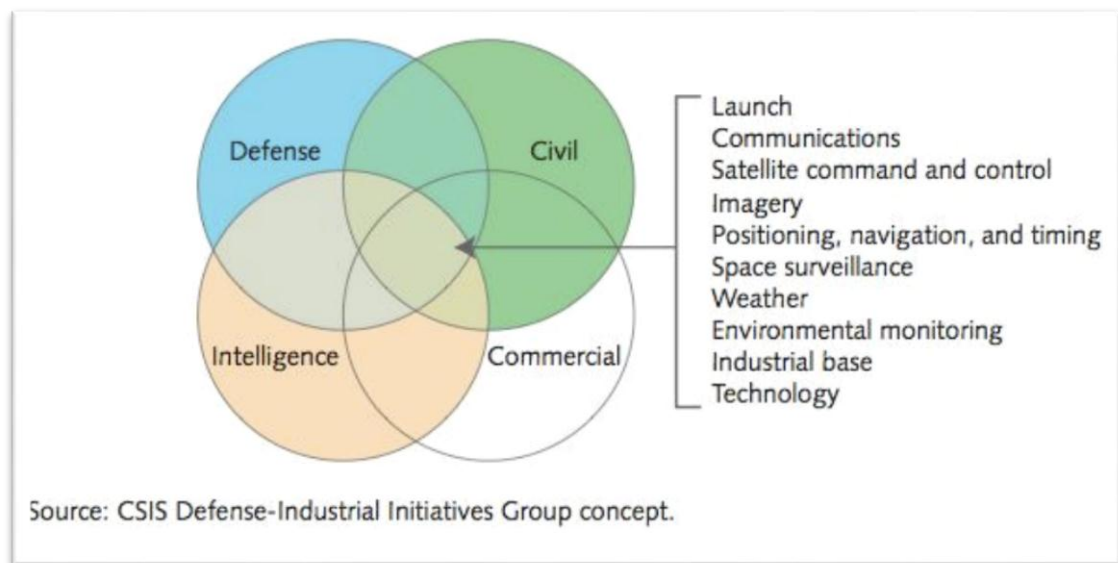 Defense
Civil
Intelligence
Commercial
Launch
Communications
Satellite command and control
Imagery
Positioning, navigation, and timing
Space surveillance
Weather
Environmental monitoring
Industrial base
Technology
Source: CSIS Defense-Industrial Initiatives Group concept.